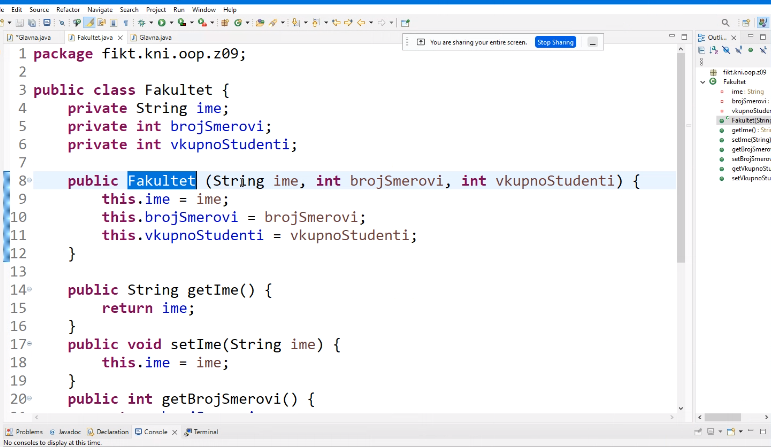 Edit Source Refactor Navigate Search Project Run Window Help
*Glavna.java Fakultet.java Glavna.java
You are sharing your entire screen. Stop Sharing
1 package fikt.kni.oop.z09;
2
3 public class Fakultet {
4 private String ime;
5 private int brojSmerovi;
6 private int vkupnoStudenti;
7
8 public Fakultet (String ime, int brojSmerovi, int vkupnoStudenti) {
9 this.ime = ime;
10 this.brojSmerovi = brojSmerovi;
11 this.vkupnoStudenti = vkupnoStudenti;
12 }
13
14 public String getIme() {
15 return ime;
16 }
17 public void setIme(String ime) {
18 this.ime = ime;
19 }
20 public int getBrojSmerovi() {
Outli...
fikt.kni.oop.z09
Fakultet
ime : String
brojSmerovi :
vkupnoStuder
Fakultet(String
getIme() : Stri
setIme(String)
getBrojSmero
setBrojSmero
getVkupnoStu
setVkupnoStu
Problems Javadoc Declaration Console Terminal
No consoles to display at this time.